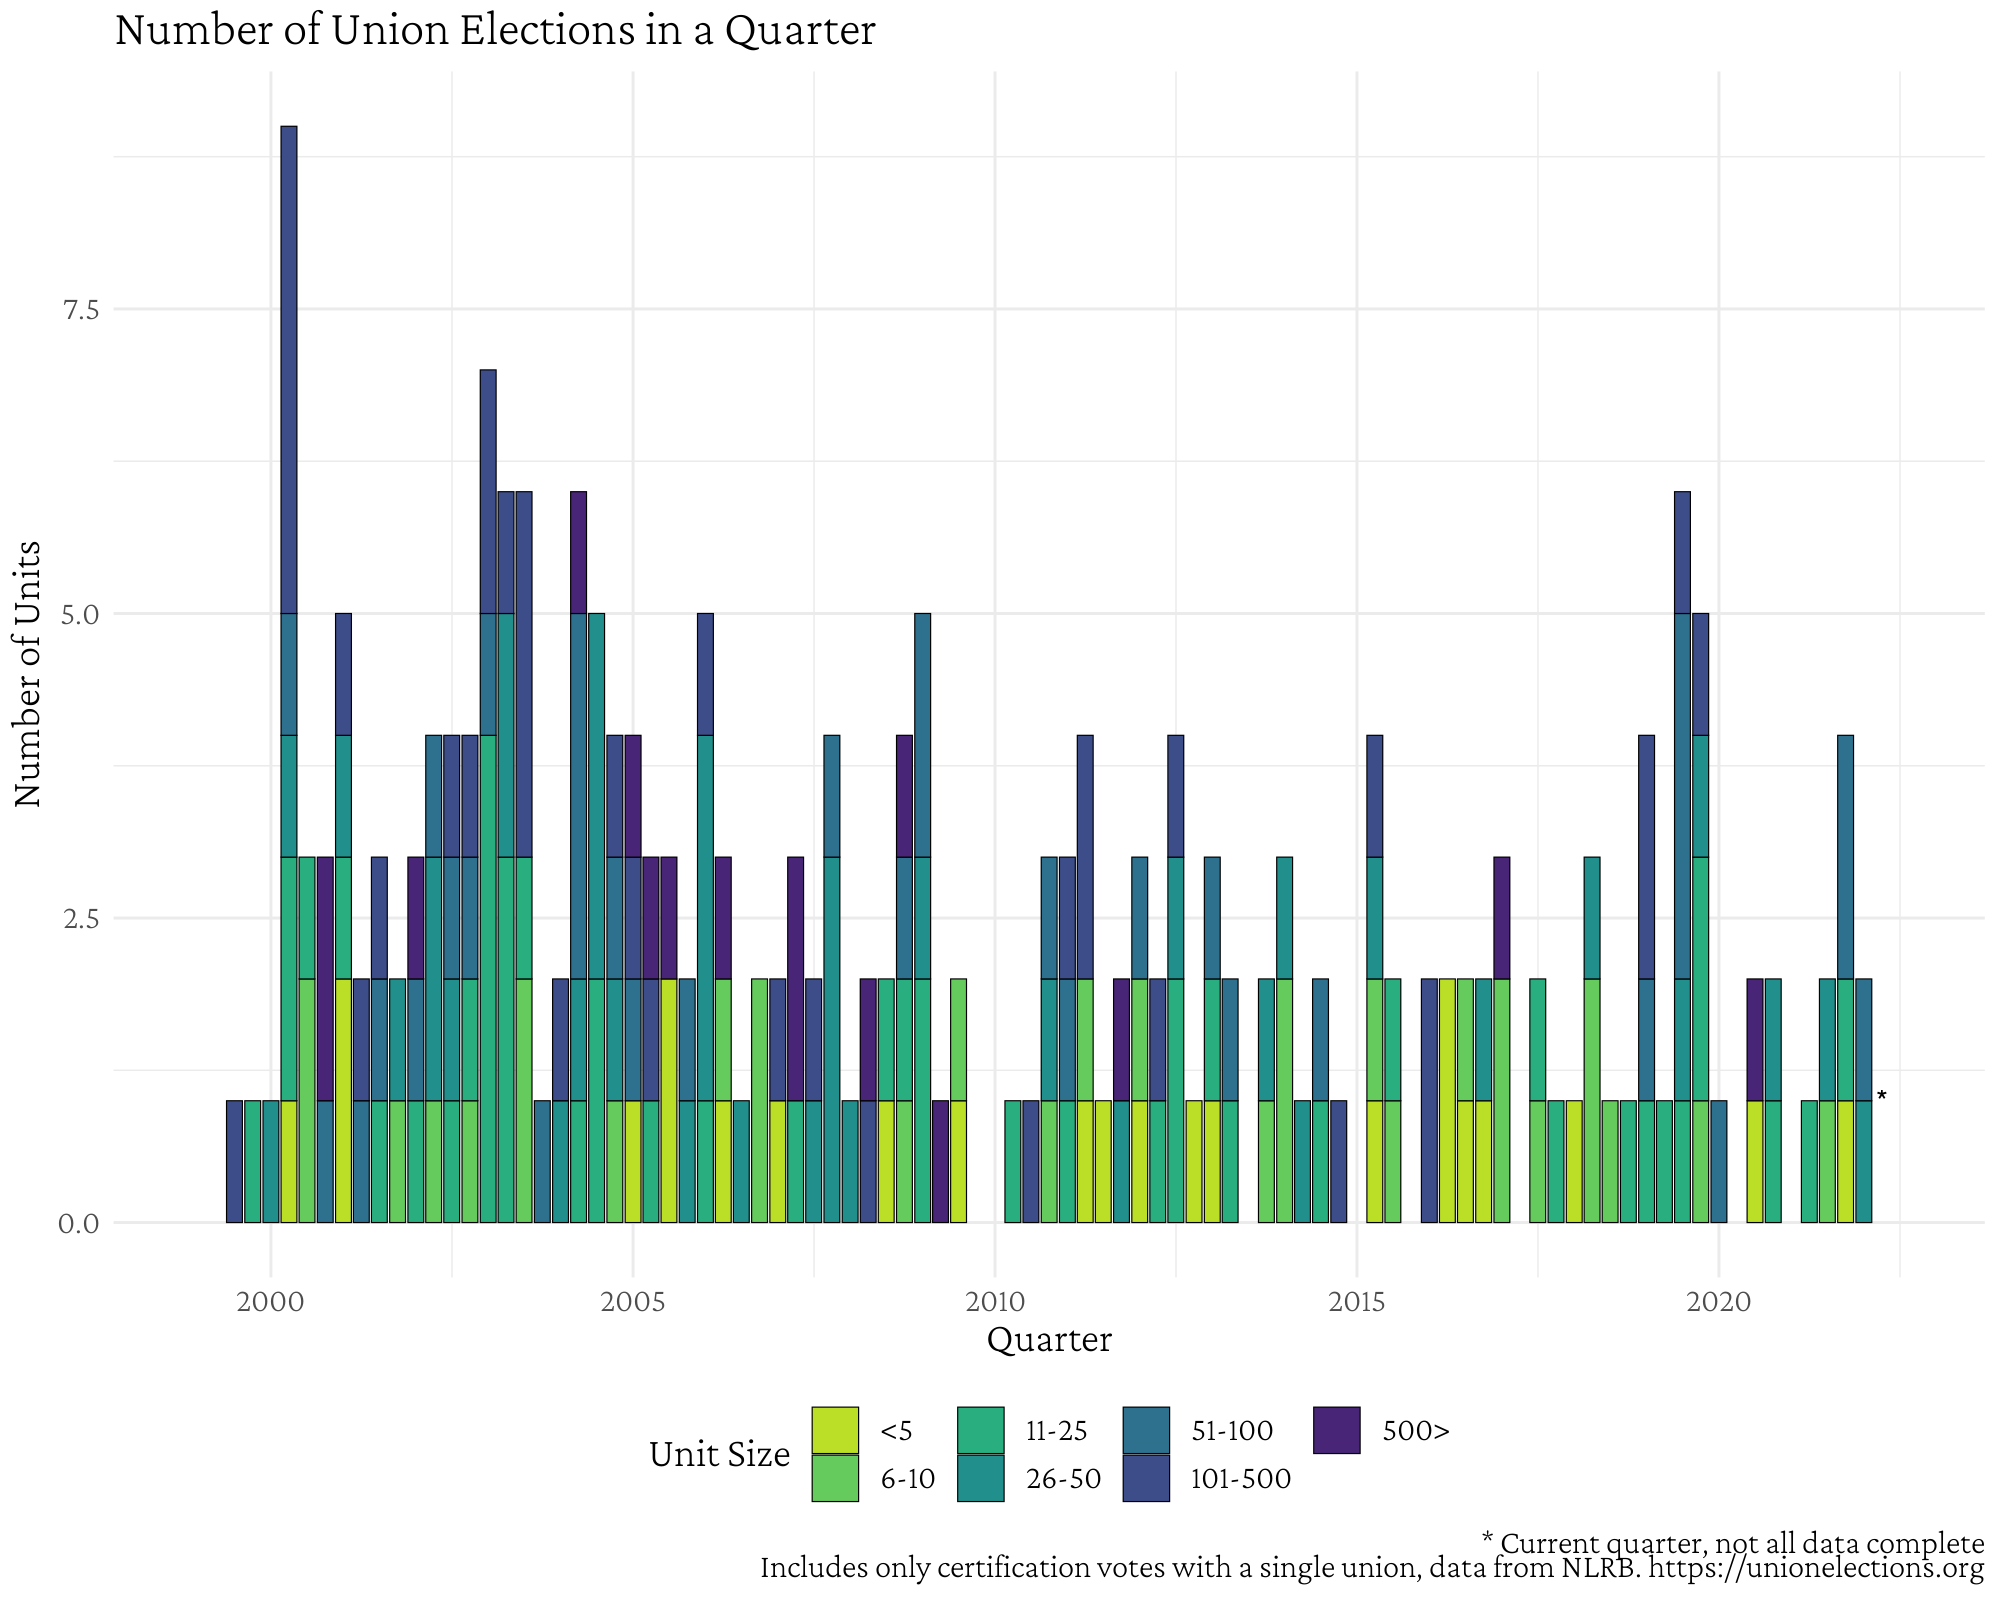 Number of Union Elections in a Quarter
Number of Units
7.5
5.0
2.5
0.0
*
2000 2005 2010 2015 2020
Quarter
Unit Size
<5 11-25 51-100 500>
6-10 26-50 101-500
* Current quarter, not all data complete
Includes only certification votes with a single union, data from NLRB. https://unionelections.org